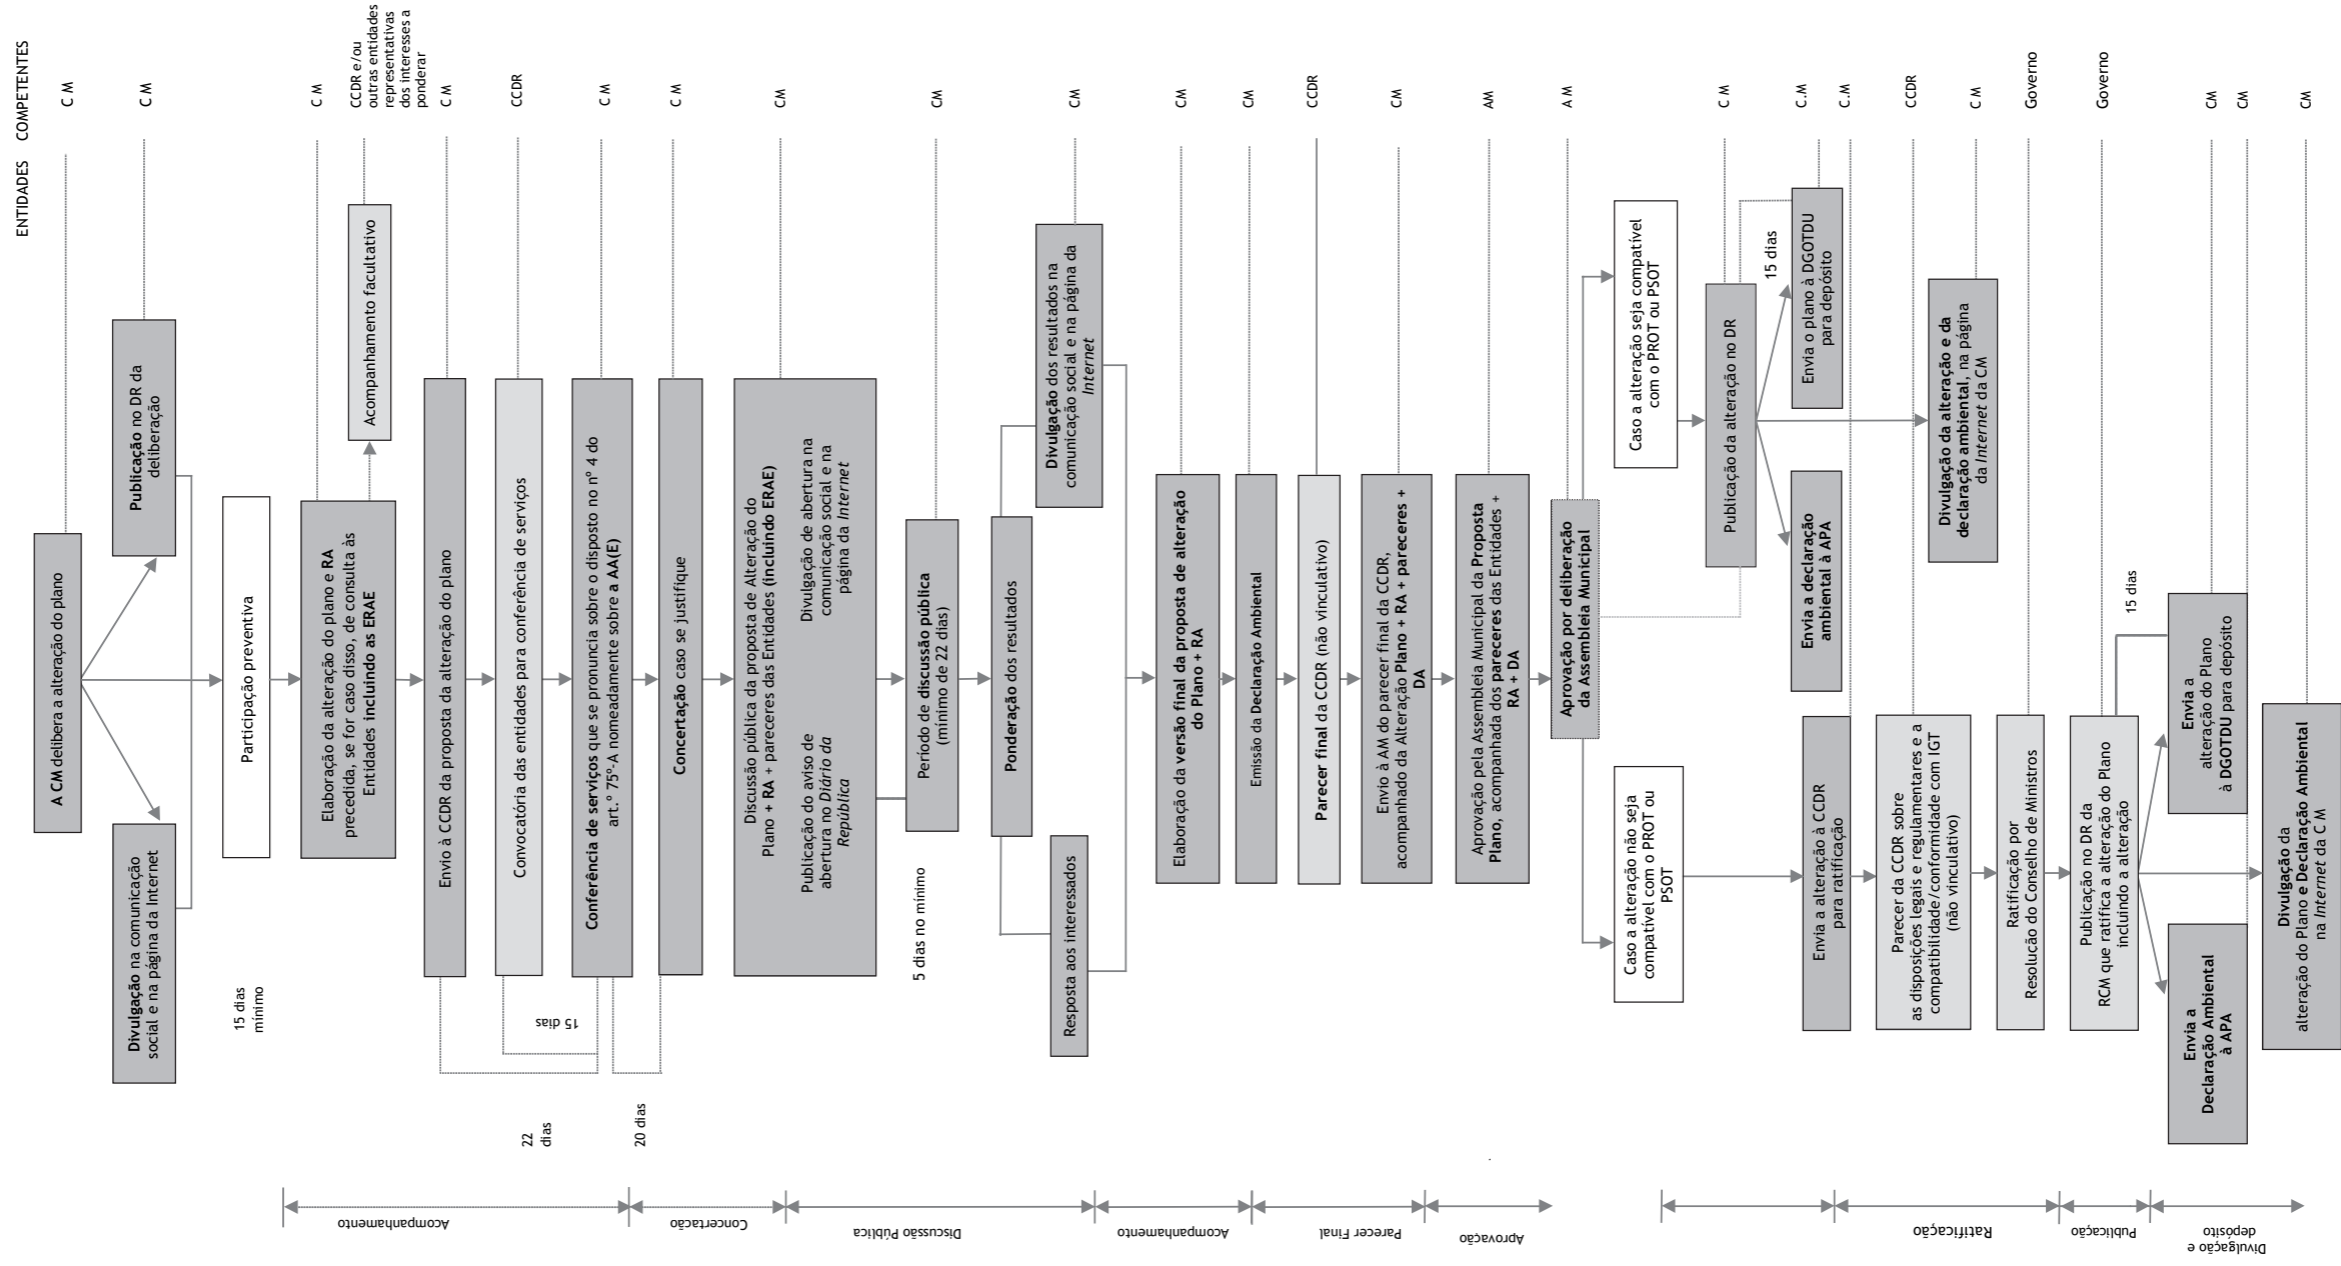 ENTIDADES COMPETENTES
A CM delibera a alteração do plano
C M
Divulgação na comunicação
social e na página da Internet
Publicação no DR da
deliberação
C M
15 dias
mínimo
Participação preventiva
Elaboração da alteração do plano e RA
precedida, se for caso disso, de consulta às
Entidades incluindo as ERAE
C M
Acompanhamento facultativo
CCDR e/ou
outras entidades
representativas
dos interesses a
ponderar
Envio à CCDR da proposta da alteração do plano
C M
Convocatória das entidades para conferência de serviços
CCDR
15 dias
22
dias
Conferência de serviços que se pronuncia sobre o disposto no nº 4 do
art.º 75º-A nomeadamente sobre a AA(E)
C M
20 dias
Concertação caso se justifique
C M
Discussão pública da proposta de Alteração do
Plano + RA + pareceres das Entidades (incluindo ERAE)
Publicação do aviso de
abertura no Diário da
República
Divulgação de abertura na
comunicação social e na
página da Internet
CM
5 dias no mínimo
Período de discussão pública
(mínimo de 22 dias)
CM
Ponderação dos resultados
Resposta aos interessados
Divulgação dos resultados na
comunicação social e na página da
Internet
CM
Elaboração da versão final da proposta de alteração
do Plano + RA
CM
Emissão da Declaração Ambiental
CM
Parecer final da CCDR (não vinculativo)
CCDR
Envio à AM do parecer final da CCDR,
acompanhado da Alteração Plano + RA + pareceres +
DA
CM
Aprovação pela Assembleia Municipal da Proposta
Plano, acompanhada dos pareceres das Entidades +
RA + DA
AM
Aprovação por deliberação
da Assembleia Municipal
A M
Caso a alteração não seja
compatível com o PROT ou
PSOT
Caso a alteração seja compatível
com o PROT ou PSOT
Publicação da alteração no DR
C M
15 dias
Envia a declaração
ambiental à APA
Envia o plano à DGOTDU
para depósito
C.M
Envia a alteração à CCDR
para ratificação
C.M
Parecer da CCDR sobre
as disposições legais e regulamentares e a
compatibilidade/conformidade com IGT
(não vinculativo)
CCDR
Divulgação da alteração e da
declaração ambiental, na página
da Internet da CM
C M
Ratificação por
Resolucão do Conselho de Ministros
Governo
Publicação no DR da
RCM que ratifica a alteração do Plano
incluindo a alteração
Governo
15 dias
Envia a
Declaração Ambiental
à APA
Envia a
alteração do Plano
à DGOTDU para depósito
CM
CM
Divulgação da
alteração do Plano e Declaração Ambiental
na Internet da C M
CM
Acompanhamento
Concertacão
Discussão Pública
Acompanhamento
Parecer Final
Aprovação
Ratificação
Publicação
Divulgação e
depósito